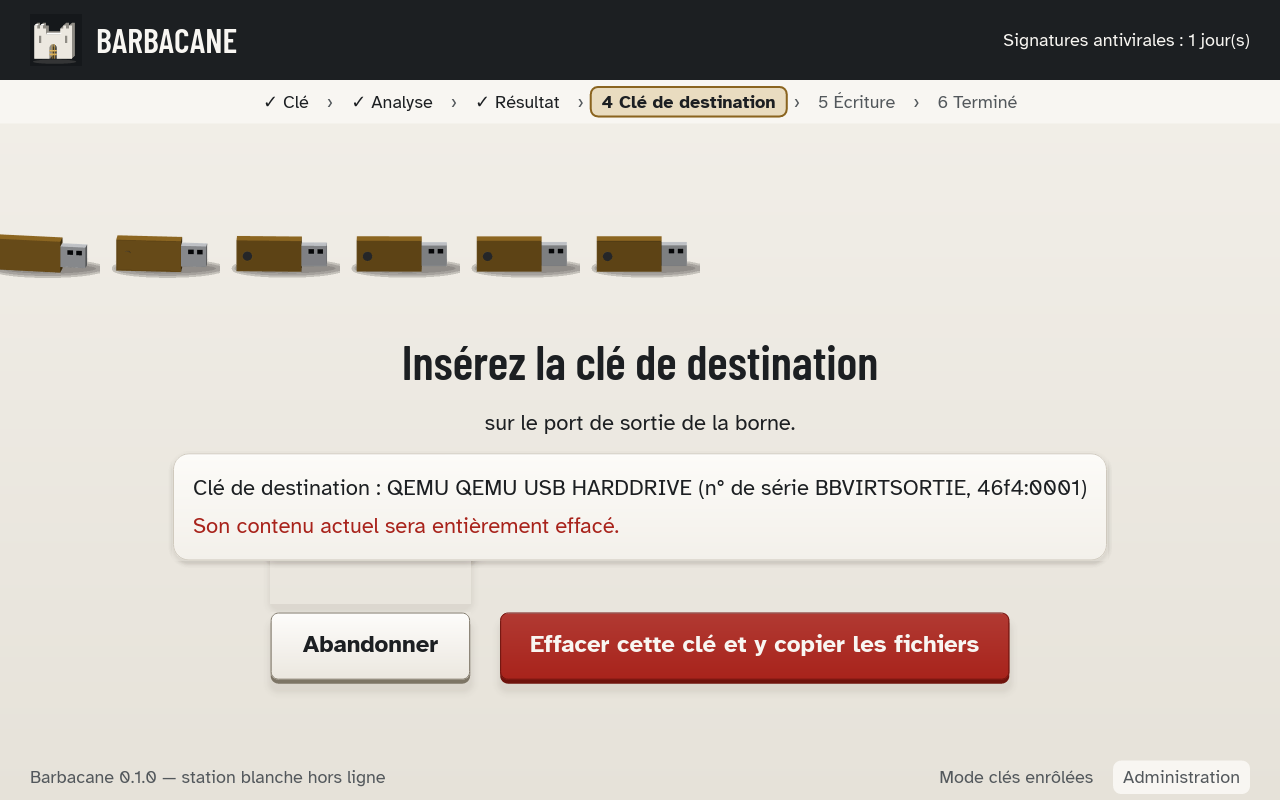 BARBACANE
Signatures antivirales : 1 jour(s)
✓ Clé › ✓ Analyse › ✓ Résultat › 4 Clé de destination › 5 Écriture › 6 Terminé
Insérez la clé de destination
sur le port de sortie de la borne.
Clé de destination : QEMU QEMU USB HARDDRIVE (n° de série BBVIRTSORTIE, 46f4:0001)
Son contenu actuel sera entièrement effacé.
Abandonner
Effacer cette clé et y copier les fichiers
Barbacane 0.1.0 — station blanche hors ligne
Mode clés enrôlées
Administration